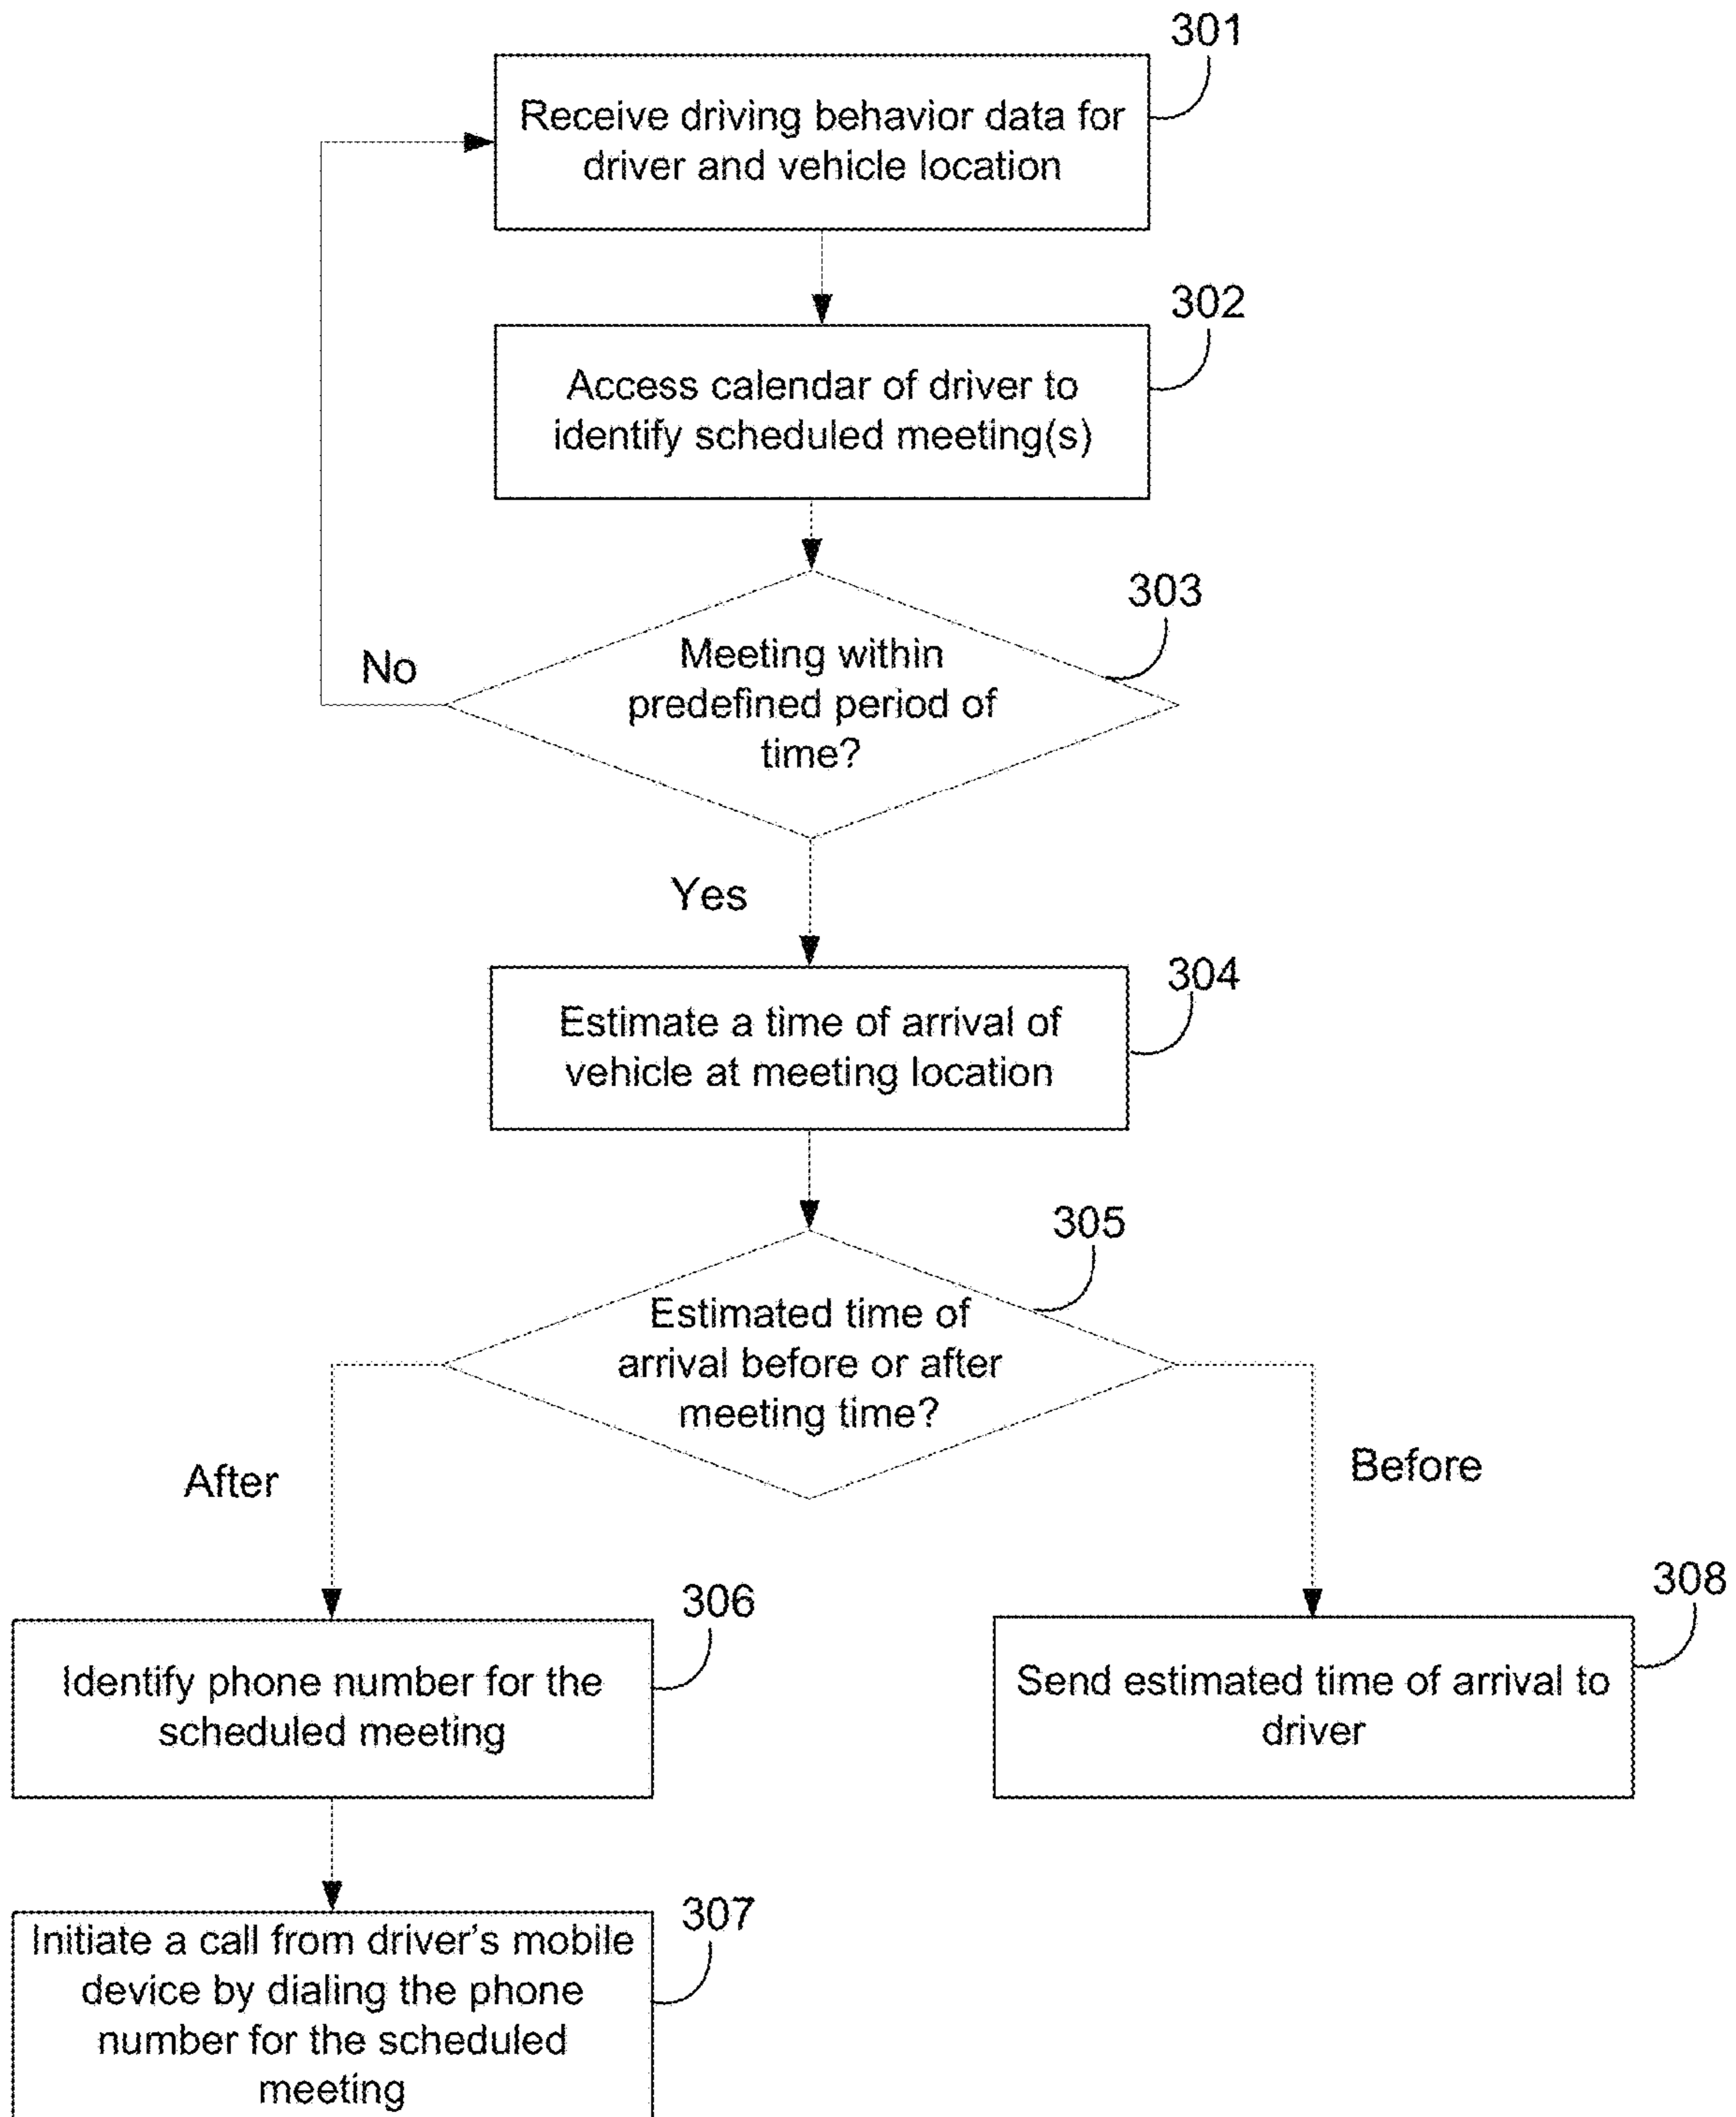 301
Receive driving behavior data for
driver and vehicle location
302
Access calendar of driver to
identify scheduled meeting(s)
303
Meeting within
predefined period of
time?
No
Yes
304
Estimate a time of arrival of
vehicle at meeting location
305
Estimated time of
arrival before or after
meeting time?
After
Before
306
Identify phone number for the
scheduled meeting
308
Send estimated time of arrival to
driver
307
Initiate a call from driver's mobile
device by dialing the phone
number for the scheduled
meeting